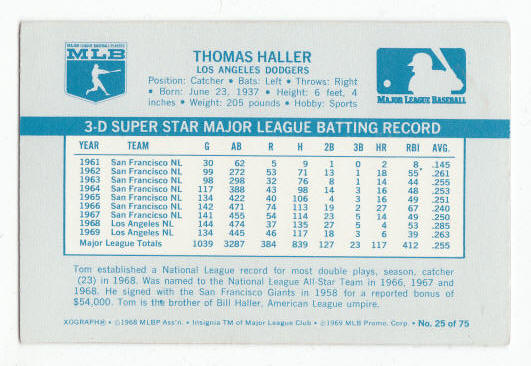 MAJOR LEAGUE BASEBALL PLAYERS
MLB
THOMAS HALLER
LOS ANGELES DODGERS
Position: Catcher • Bats: Left • Throws: Right
• Born: June 23, 1937 • Height: 6 feet, 4
inches • Weight: 205 pounds • Hobby: Sports
MAJOR LEAGUE BASEBALL
3-D SUPER STAR MAJOR LEAGUE BATTING RECORD
YEAR TEAM G AB R H 2B 3B HR RBI AVG.
1961 San Francisco NL 30 62 5 9 1 0 2 8 .145
1962 San Francisco NL 99 272 53 71 13 1 18 55 .261
1963 San Francisco NL 98 298 32 76 8 1 14 44 .255
1964 San Francisco NL 117 388 43 98 14 3 16 48 .253
1965 San Francisco NL 134 422 40 106 4 3 16 49 .251
1966 San Francisco NL 142 471 74 113 19 2 27 67 .240
1967 San Francisco NL 141 455 54 114 23 5 14 49 .250
1968 Los Angeles NL 144 474 37 135 27 5 4 53 .285
1969 Los Angeles NL 134 445 46 117 18 3 6 39 .263
Major League Totals 1039 3287 384 839 127 23 117 412 .255
Tom established a National League record for most double plays, season, catcher
(23) in 1968. Was named to the National League All-Star Team in 1966, 1967 and
1968. He signed with the San Francisco Giants in 1958 for a reported bonus of
$54,000. Tom is the brother of Bill Haller, American League umpire.
XOGRAPH® • ©1968 MLBP Ass'n. • Insignia TM of Major League Club • ©1969 MLB Promo. Corp. • No. 25 of 75